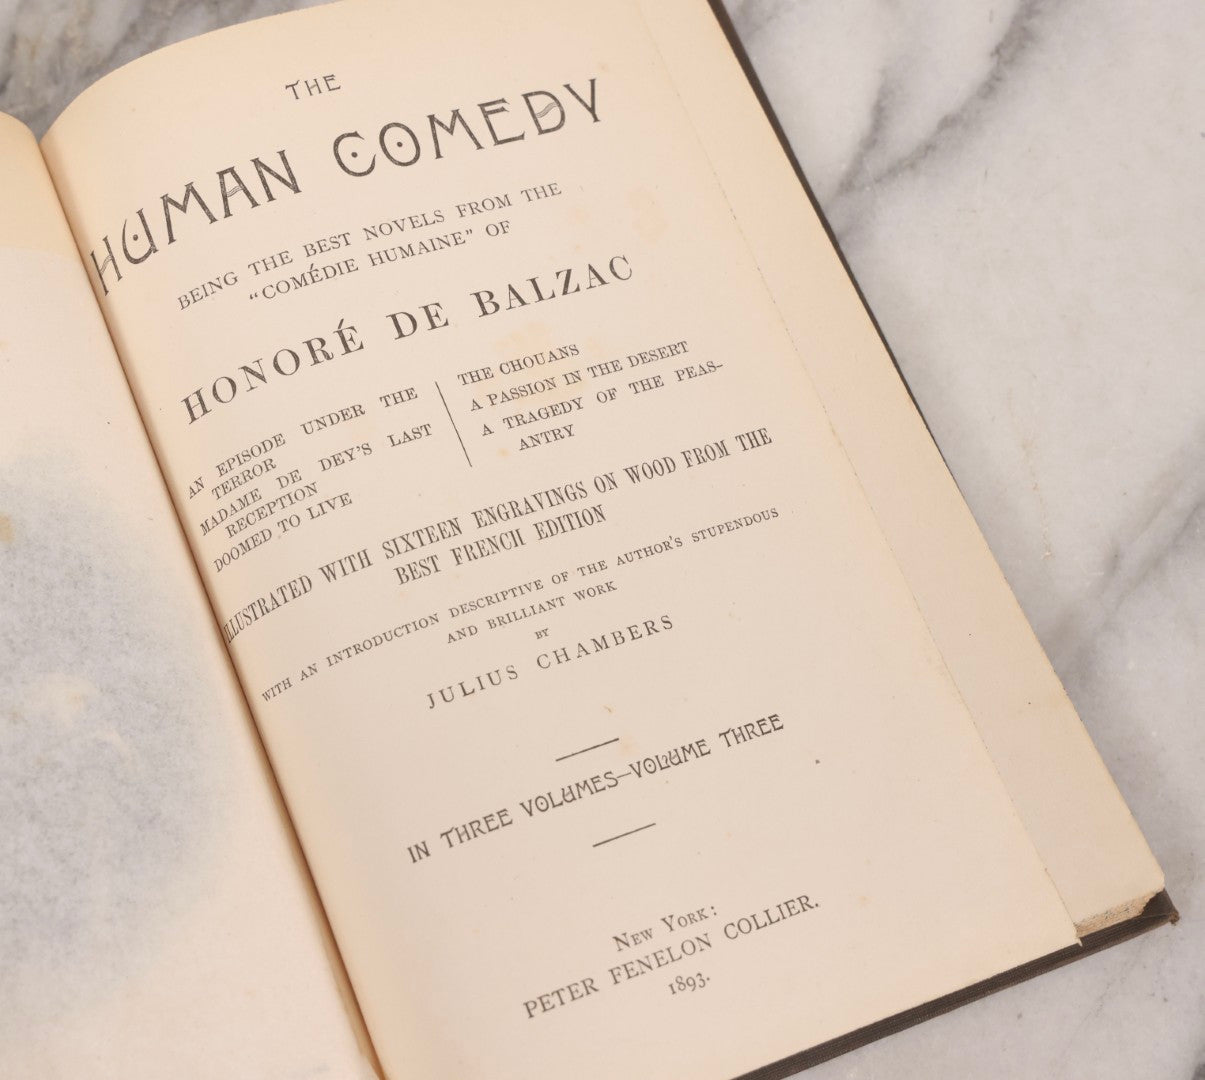 THE
HUMAN COMEDY
BEING THE BEST NOVELS FROM THE
“COMÉDIE HUMAINE” OF
HONORÉ DE BALZAC
AN EPISODE UNDER THE
TERROR
MADAME DE DEY’S LAST
RECEPTION
DOOMED TO LIVE
THE CHOUANS
A PASSION IN THE DESERT
A TRAGEDY OF THE PEAS-
ANTRY
ILLUSTRATED WITH SIXTEEN ENGRAVINGS ON WOOD FROM THE
BEST FRENCH EDITION
WITH AN INTRODUCTION DESCRIPTIVE OF THE AUTHOR’S STUPENDOUS
AND BRILLIANT WORK
BY
JULIUS CHAMBERS
IN THREE VOLUMES—VOLUME THREE
NEW YORK:
PETER FENELON COLLIER.
1893.